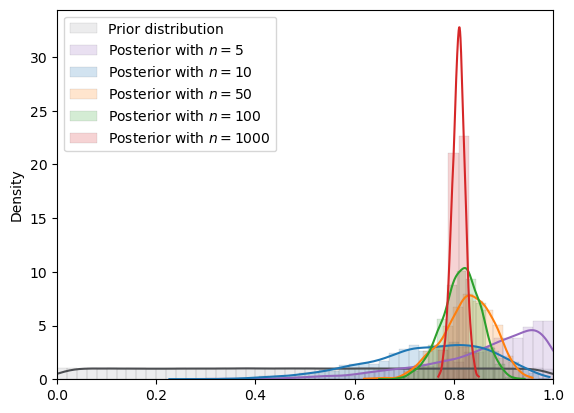 Prior distribution
Posterior with n = 5
Posterior with n = 10
Posterior with n = 50
Posterior with n = 100
Posterior with n = 1000
Density
30
25
20
15
10
5
0
0.0 0.2 0.4 0.6 0.8 1.0